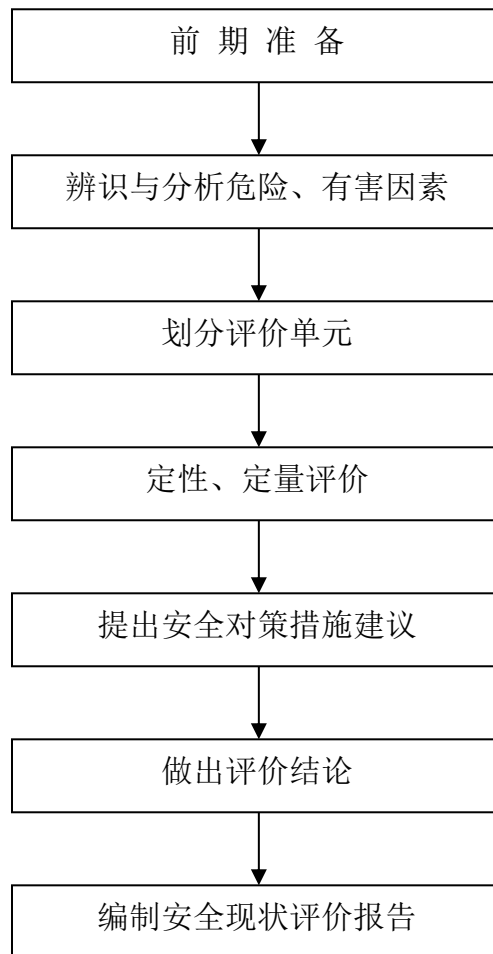 前 期 准 备
辨识与分析危险、有害因素
划分评价单元
定性、定量评价
提出安全对策措施建议
做出评价结论
编制安全现状评价报告